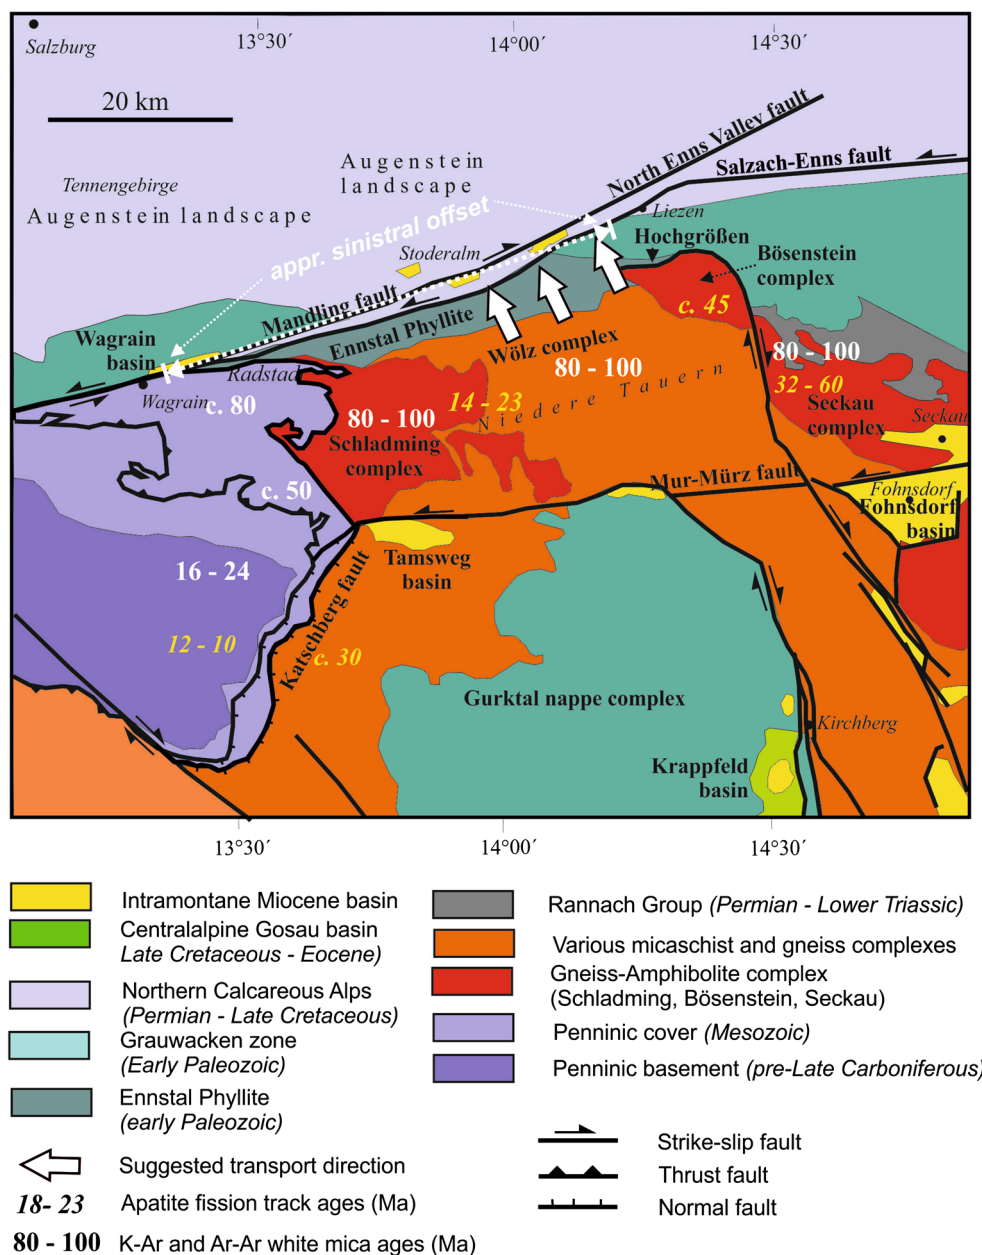 Salzburg
13°30´
14°00´
14°30´
20 km
North Enns Valley fault
Salzach-Enns fault
Augenstein
landscape
Tennengebirge
Augenstein landscape
appr. sinistral offset
Stoderalm
Liezen
Hochgrößen
Bösenstein
complex
Mandling fault
Ennstal Phyllite
c. 45
Wagrain
basin
Wölz complex
80 - 100
80 - 100
Radstad
Wagrain
c. 80
14 - 23
Niedere Tauern
32 - 60
Seckau
complex
Seckau
80 - 100
Schladming
complex
Mur-Mürz fault
c. 50
Fohnsdorf
Fohnsdorf
basin
Tamsweg
basin
16 - 24
Katschberg fault
12 - 10
c. 30
Gurktal nappe complex
Kirchberg
Krappfeld
basin
13°30´
14°00´
14°30´
Intramontane Miocene basin
Centralalpine Gosau basin
Late Cretaceous - Eocene)
Northern Calcareous Alps
(Permian - Late Cretaceous)
Grauwacken zone
(Early Paleozoic)
Ennstal Phyllite
(early Paleozoic)
Suggested transport direction
18- 23 Apatite fission track ages (Ma)
80 - 100 K-Ar and Ar-Ar white mica ages (Ma)
Rannach Group (Permian - Lower Triassic)
Various micaschist and gneiss complexes
Gneiss-Amphibolite complex
(Schladming, Bösenstein, Seckau)
Penninic cover (Mesozoic)
Penninic basement (pre-Late Carboniferous)
Strike-slip fault
Thrust fault
Normal fault